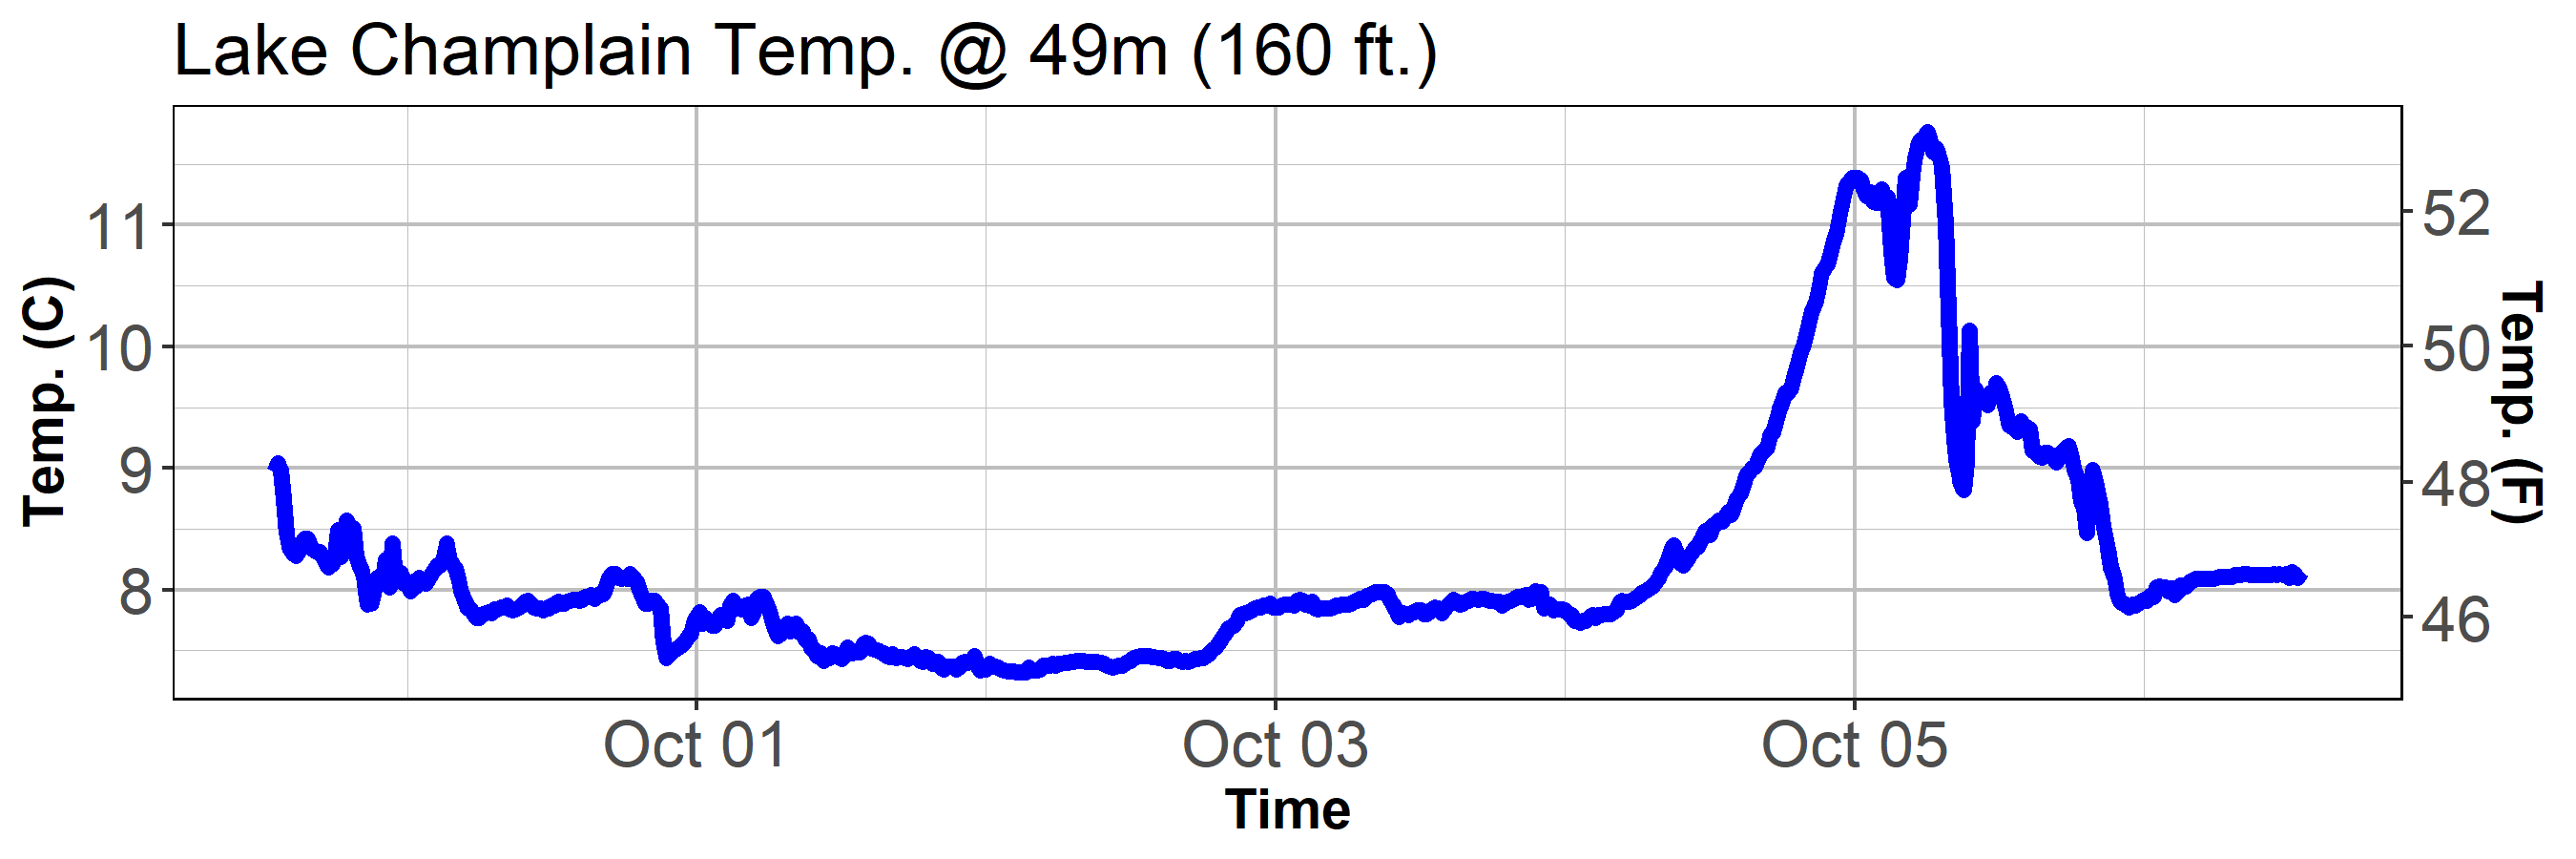 Lake Champlain Temp. @ 49m (160 ft.)
Temp. (C)
11
10
9
8
52
50
48
46
Temp. (F)
Oct 01
Oct 03
Oct 05
Time